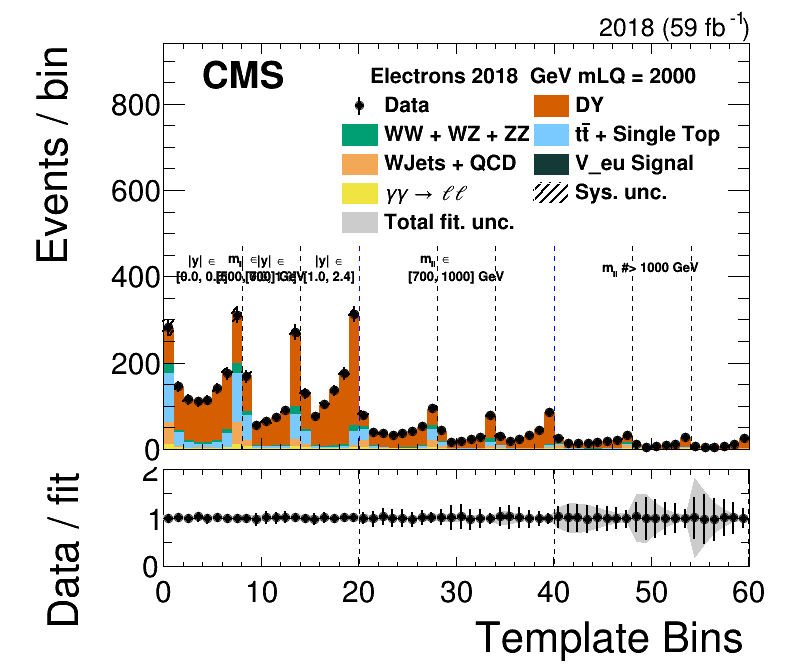 2018 (59 fb⁻¹)
CMS
Electrons 2018 GeV mLQ = 2000
Data
DY
WW + WZ + ZZ
tt̄ + Single Top
WJets + QCD
V_eu Signal
γγ → ℓℓ
Sys. unc.
Total fit. unc.
|y| ∈
m_ll ∈
|y| ∈
|y| ∈
[1.0, 2.4]
m_ll ∈
[700, 1000] GeV
m_ll #> 1000 GeV
Events / bin
800
600
400
200
0
Data / fit
2
1
0
0 10 20 30 40 50 60
Template Bins